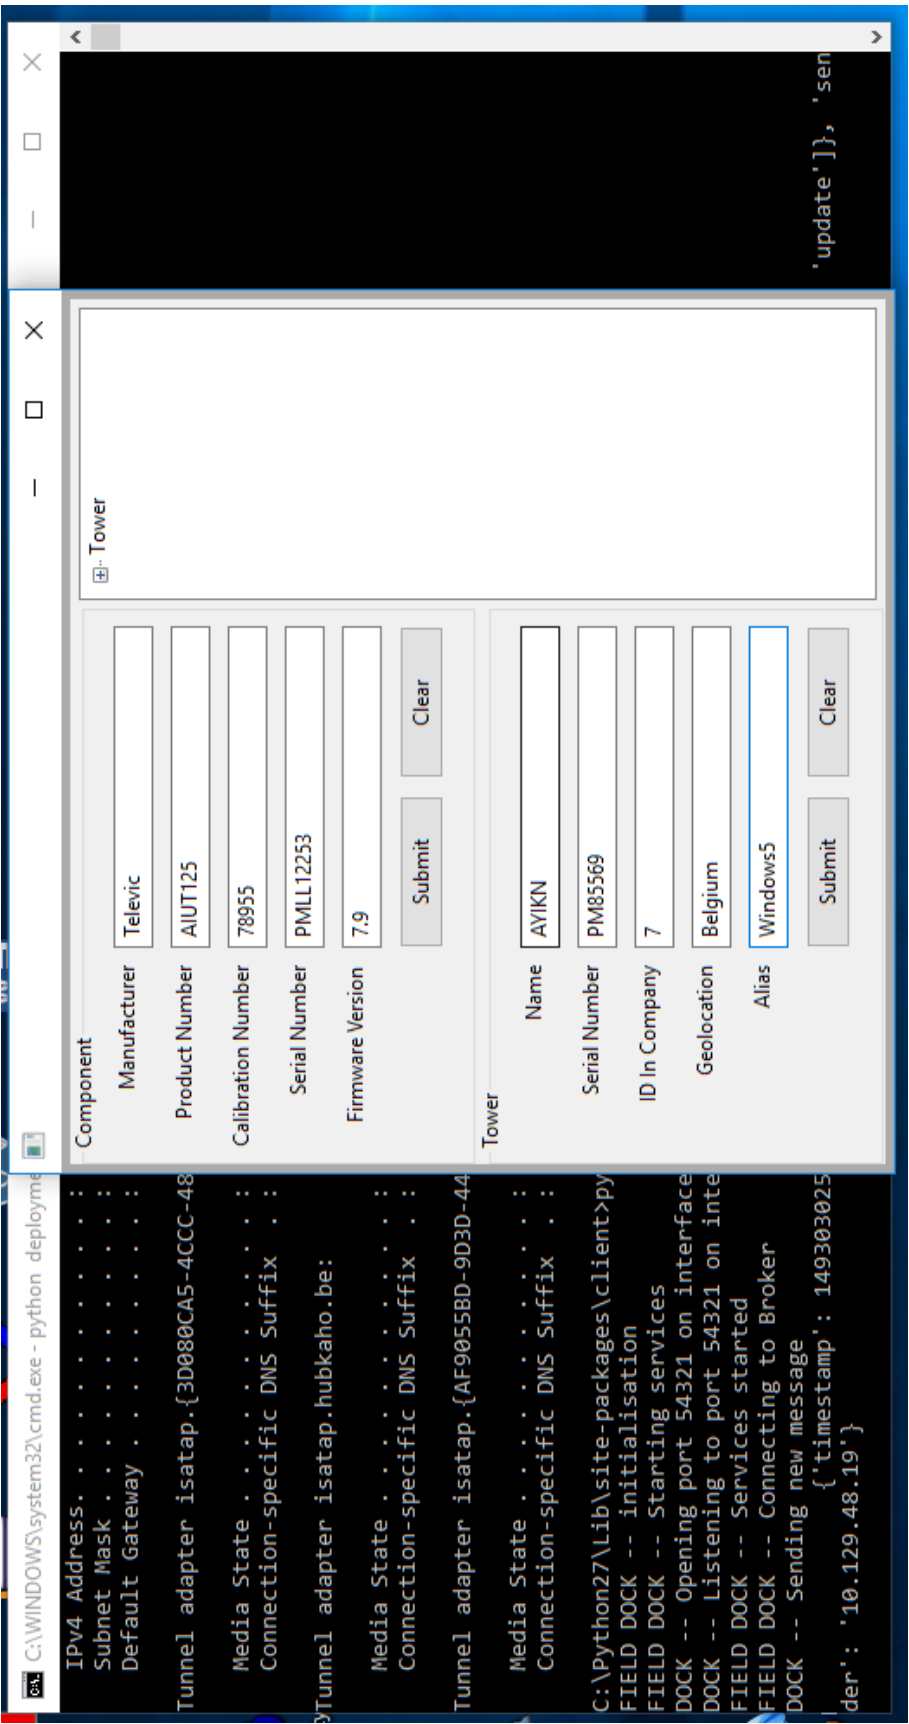 C:\WINDOWS\system32\cmd.exe - python deployme
IPv4 Address. . . . . . . . . . . :
Subnet Mask . . . . . . . . . . . :
Default Gateway . . . . . . . . . :
Tunnel adapter isatap.{3D080CA5-4CCC-48
Media State . . . . . . . . . . . :
Connection-specific DNS Suffix  . :
Tunnel adapter isatap.hubkaho.be:
Media State . . . . . . . . . . . :
Connection-specific DNS Suffix  . :
Tunnel adapter isatap.{AF9055BD-9D3D-44
Media State . . . . . . . . . . . :
Connection-specific DNS Suffix  . :
C:\Python27\Lib\site-packages\client>py
FIELD DOCK -- initialisation
FIELD DOCK -- Starting services
DOCK -- Opening port 54321 on interface
DOCK -- Listening to port 54321 on inte
FIELD DOCK -- Services started
FIELD DOCK -- Connecting to Broker
DOCK -- Sending new message
{'timestamp': 149303025
'update']}, 'sen
der': '10.129.48.19'}
Component
Manufacturer Televic
Product Number AIUT125
Calibration Number 78955
Serial Number PMLL12253
Firmware Version 7.9
Submit Clear
Tower
Name AYIKN
Serial Number PM85569
ID In Company 7
Geolocation Belgium
Alias Windows5
Submit Clear
Tower